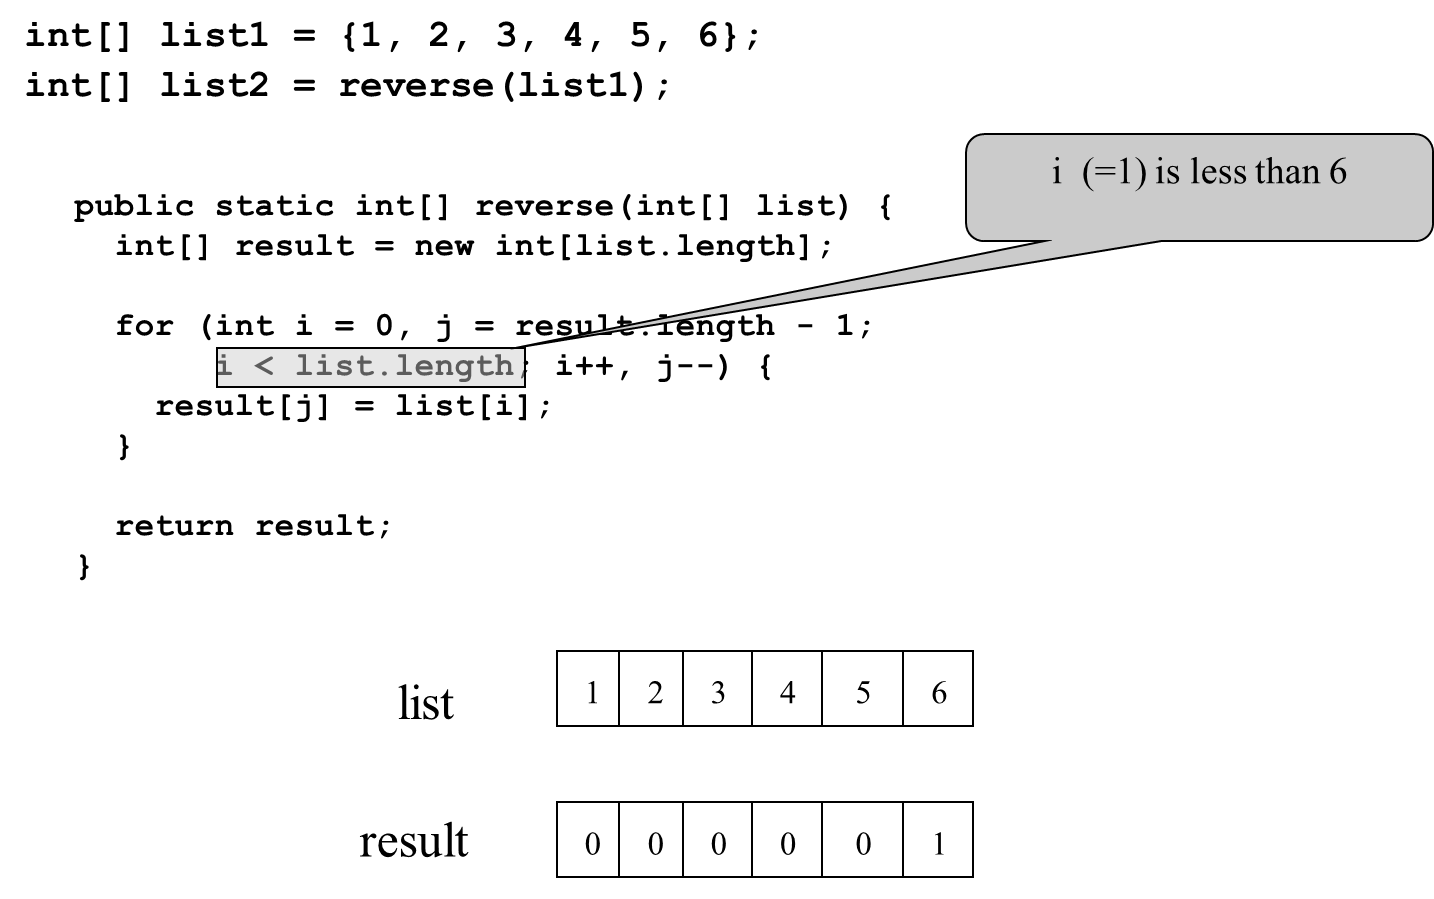 int[] list1 = {1, 2, 3, 4, 5, 6};
int[] list2 = reverse(list1);
i (=1) is less than 6
public static int[] reverse(int[] list) {
int[] result = new int[list.length];
for (int i = 0, j = result.length - 1;
i < list.length; i++, j--) {
result[j] = list[i];
}
return result;
}
list 1 2 3 4 5 6
result 0 0 0 0 0 1